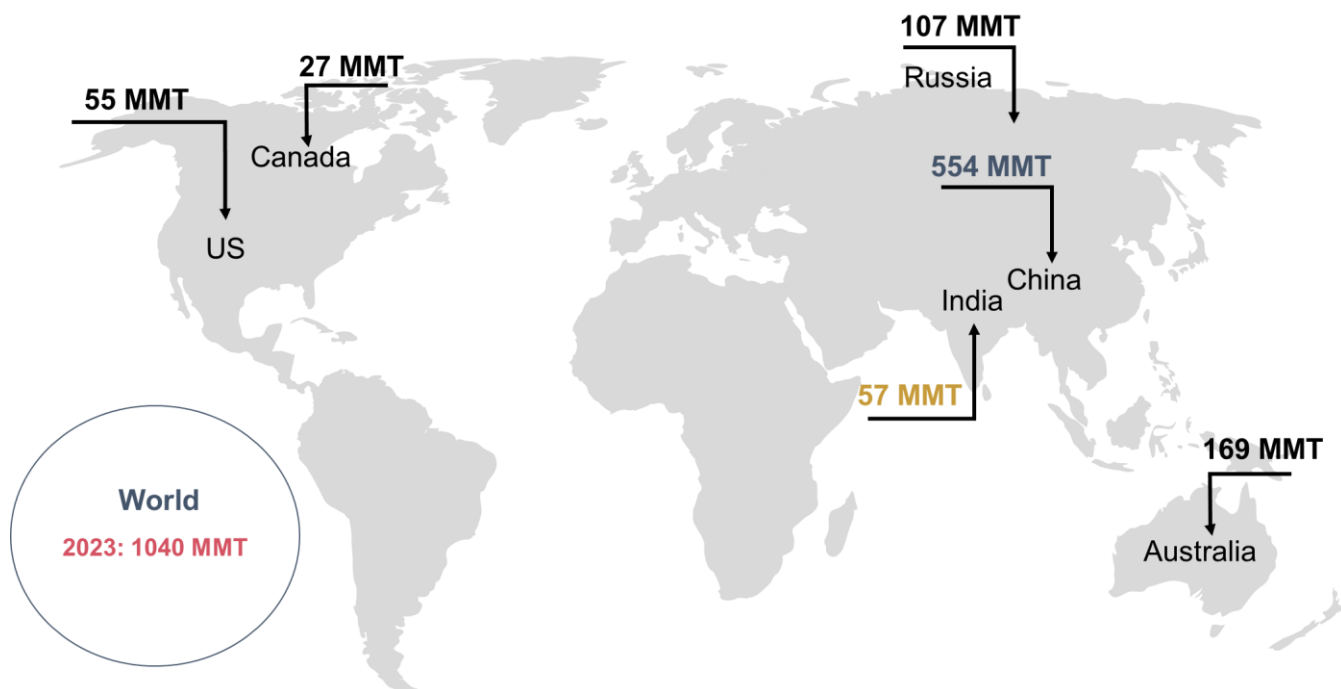 107 MMT
Russia
27 MMT
55 MMT
Canada
554 MMT
US
China
India
57 MMT
169 MMT
World
2023: 1040 MMT
Australia